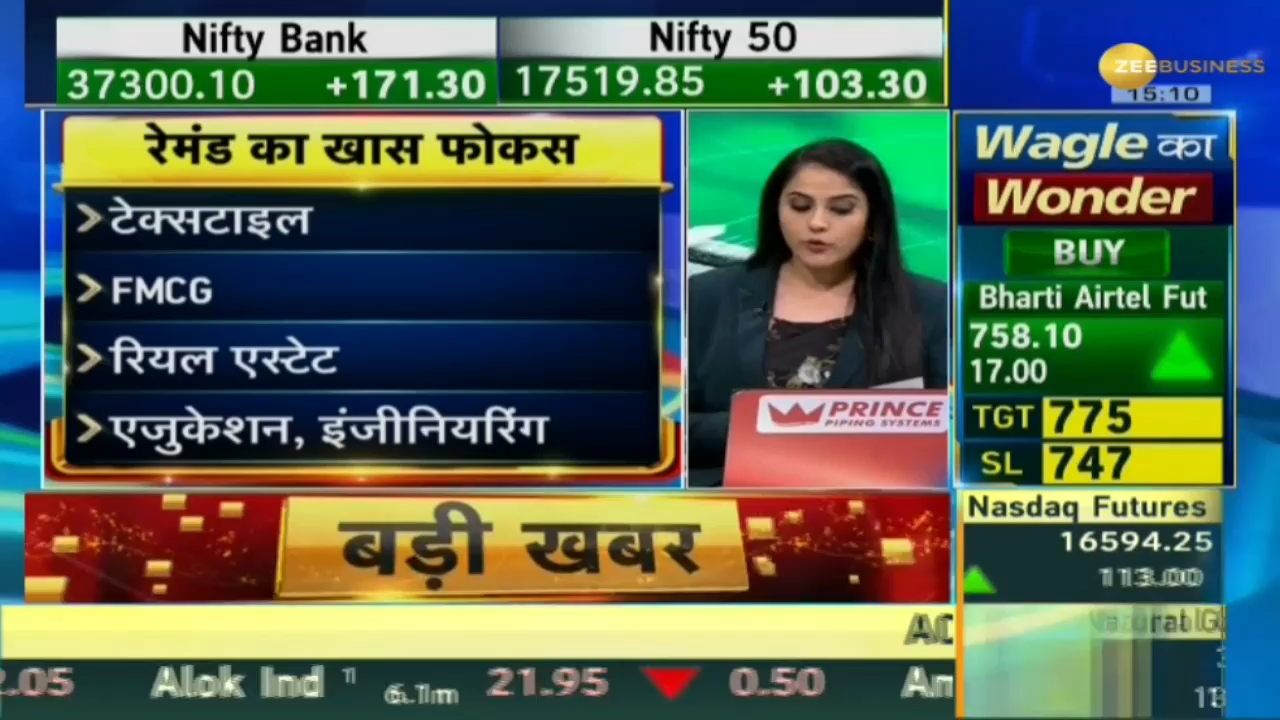 Nifty Bank
37300.10 +171.30
Nifty 50
17519.85 +103.30
ZEEBUSINESS
15:10
रेमंड का खास फोकस
टेक्सटाइल
FMCG
रियल एस्टेट
एजुकेशन, इंजीनियरिंग
PRINCE
PIPING SYSTEMS
Wagle का
Wonder
BUY
Bharti Airtel Fut
758.10
17.00
TGT 775
SL 747
Nasdaq Futures
16594.25
113.00
बड़ी खबर
Alok Ind 6.1m 21.95 0.50